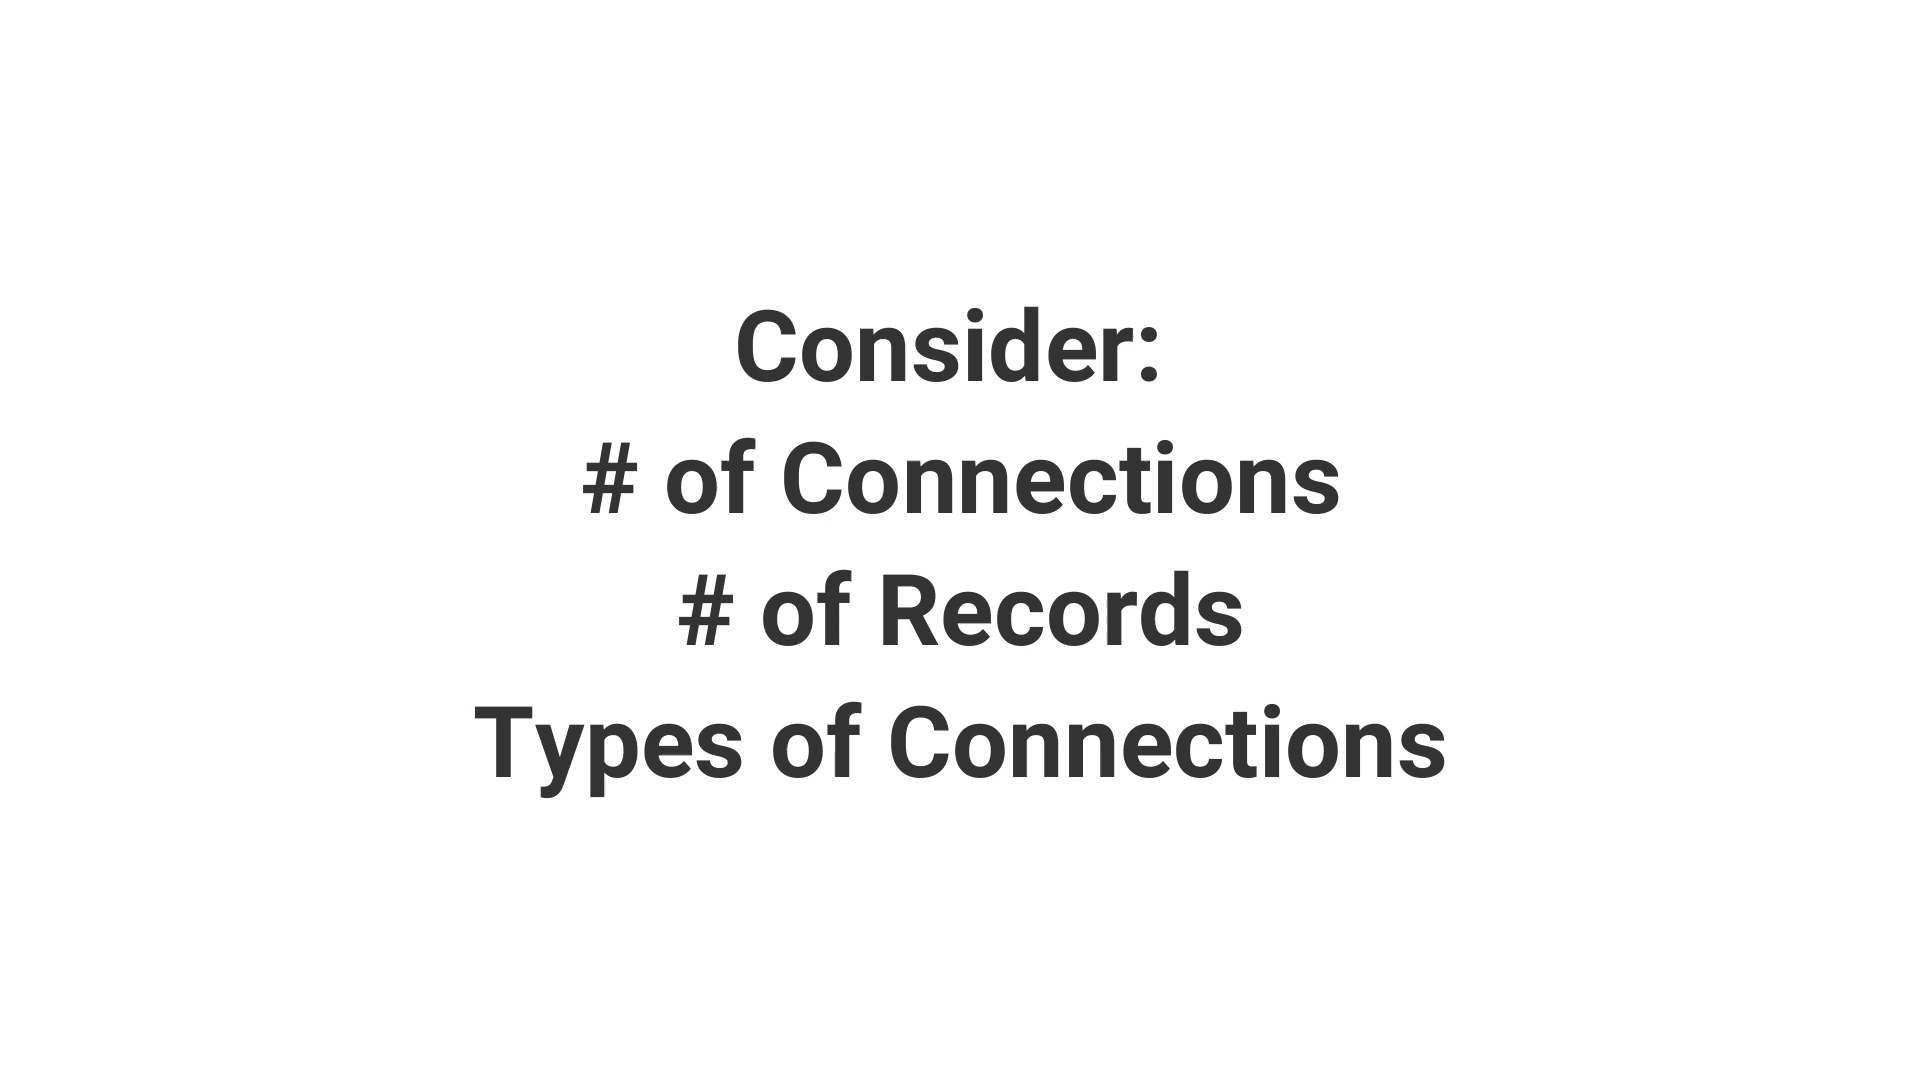 Consider:
# of Connections
# of Records
Types of Connections